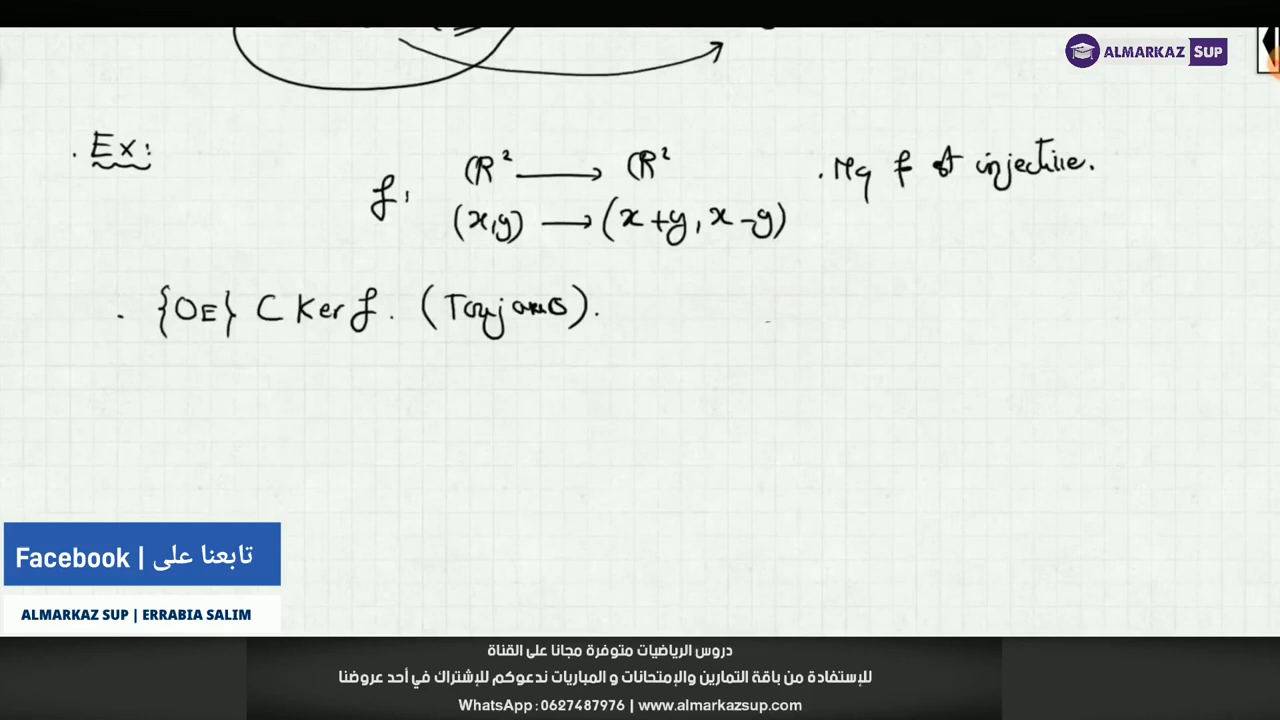 ALMARKAZ SUP
. Ex:
f: ℝ² → ℝ² . Mq f est injective.
(x,y) → (x+y, x-y)
. {0E} ⊂ Ker f. (Toujours).
Facebook | تابعنا على
ALMARKAZ SUP | ERRABIA SALIM
دروس الرياضيات متوفرة مجانا على القناة
للإستفادة من باقة التمارين والإمتحانات و المباريات ندعوكم للإشتراك في أحد عروضنا
WhatsApp : 0627487976 | www.almarkazsup.com